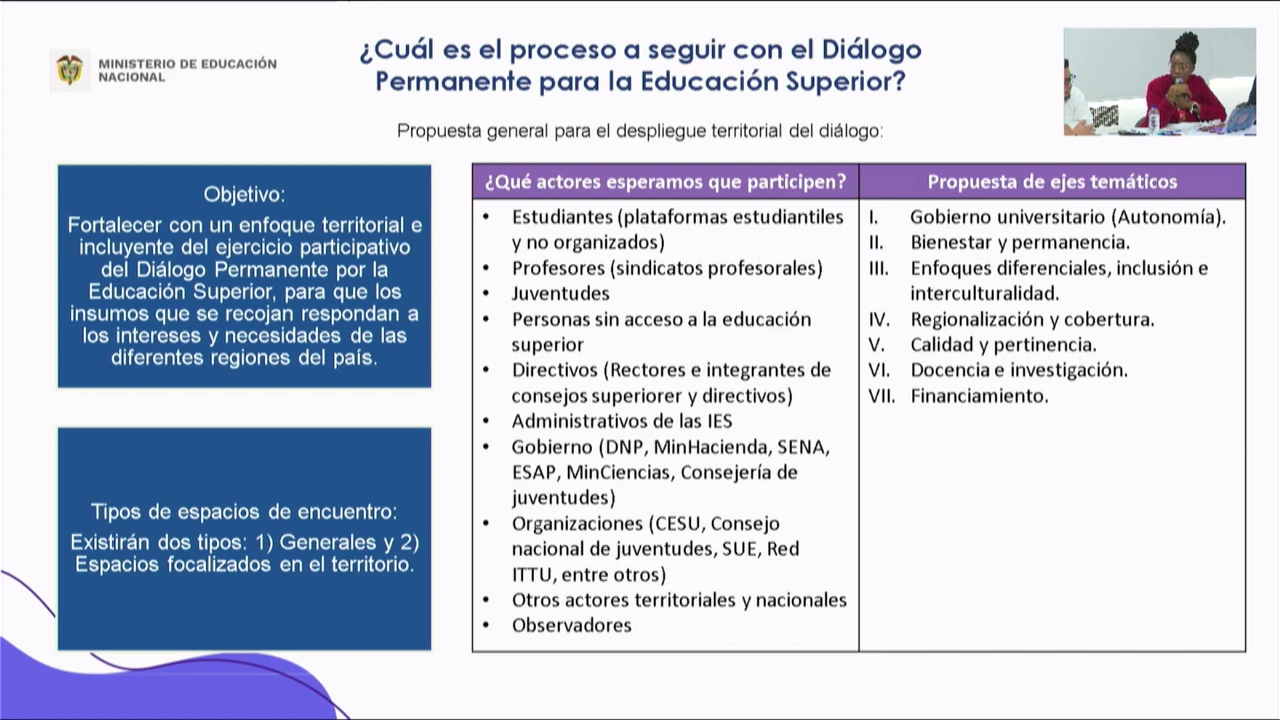 MINISTERIO DE EDUCACIÓN
NACIONAL
¿Cuál es el proceso a seguir con el Diálogo
Permanente para la Educación Superior?
Propuesta general para el despliegue territorial del diálogo:
Objetivo:
Fortalecer con un enfoque territorial e
incluyente del ejercicio participativo
del Diálogo Permanente por la
Educación Superior, para que los
insumos que se recojan respondan a
los intereses y necesidades de las
diferentes regiones del país.
Tipos de espacios de encuentro:
Existirán dos tipos: 1) Generales y 2)
Espacios focalizados en el territorio.
¿Qué actores esperamos que participen?
• Estudiantes (plataformas estudiantiles
y no organizados)
• Profesores (sindicatos profesorales)
• Juventudes
• Personas sin acceso a la educación
superior
• Directivos (Rectores e integrantes de
consejos superiorer y directivos)
• Administrativos de las IES
• Gobierno (DNP, MinHacienda, SENA,
ESAP, MinCiencias, Consejería de
juventudes)
• Organizaciones (CESU, Consejo
nacional de juventudes, SUE, Red
ITTU, entre otros)
• Otros actores territoriales y nacionales
• Observadores
Propuesta de ejes temáticos
I. Gobierno universitario (Autonomía).
II. Bienestar y permanencia.
III. Enfoques diferenciales, inclusión e
interculturalidad.
IV. Regionalización y cobertura.
V. Calidad y pertinencia.
VI. Docencia e investigación.
VII. Financiamiento.